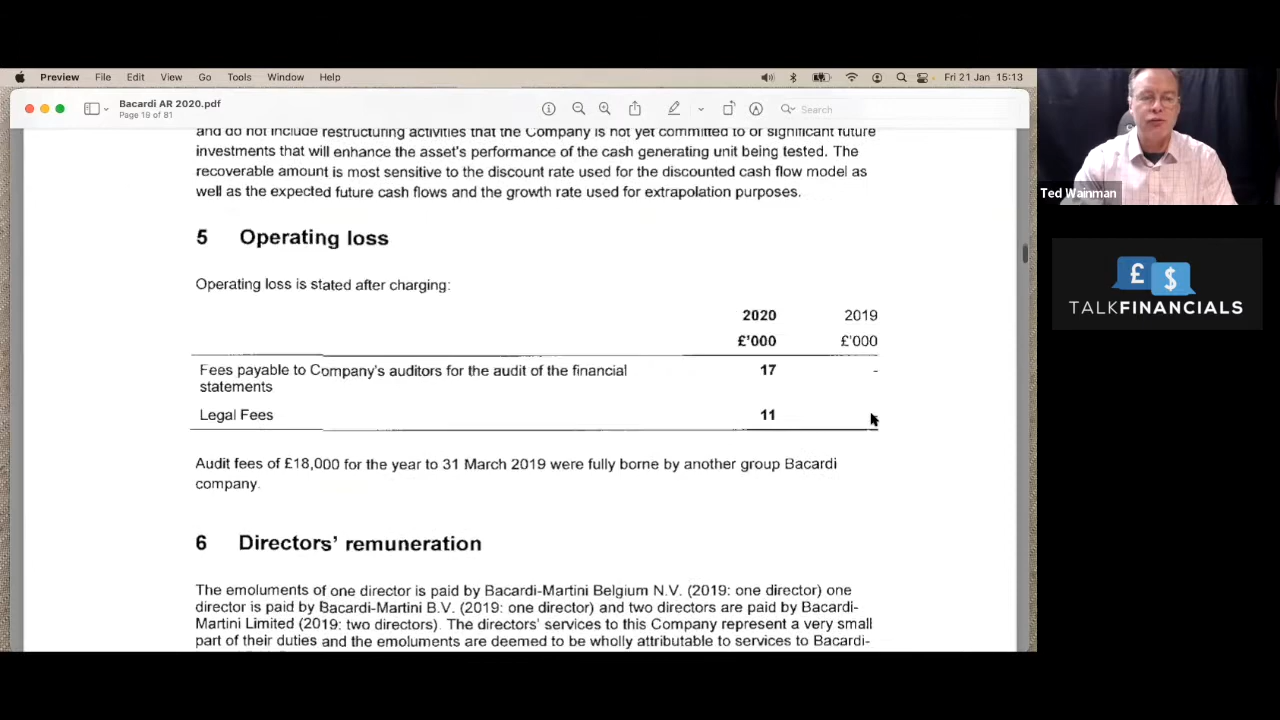 Preview File Edit View Go Tools Window Help Fri 21 Jan 15:13
Bacardi AR 2020.pdf
Page 19 of 81
Search
and do not include restructuring activities that the Company is not yet committed to or significant future
investments that will enhance the asset's performance of the cash generating unit being tested. The
recoverable amount is most sensitive to the discount rate used for the discounted cash flow model as
well as the expected future cash flows and the growth rate used for extrapolation purposes.
5 Operating loss
Operating loss is stated after charging:
2020 2019
£'000 £'000
Fees payable to Company's auditors for the audit of the financial 17 -
statements
Legal Fees 11
Audit fees of £18,000 for the year to 31 March 2019 were fully borne by another group Bacardi
company.
6 Directors' remuneration
The emoluments of one director is paid by Bacardi-Martini Belgium N.V. (2019: one director) one
director is paid by Bacardi-Martini B.V. (2019: one director) and two directors are paid by Bacardi-
Martini Limited (2019: two directors). The directors' services to this Company represent a very small
part of their duties and the emoluments are deemed to be wholly attributable to services to Bacardi-
Ted Wainman
£ $
TALKFINANCIALS